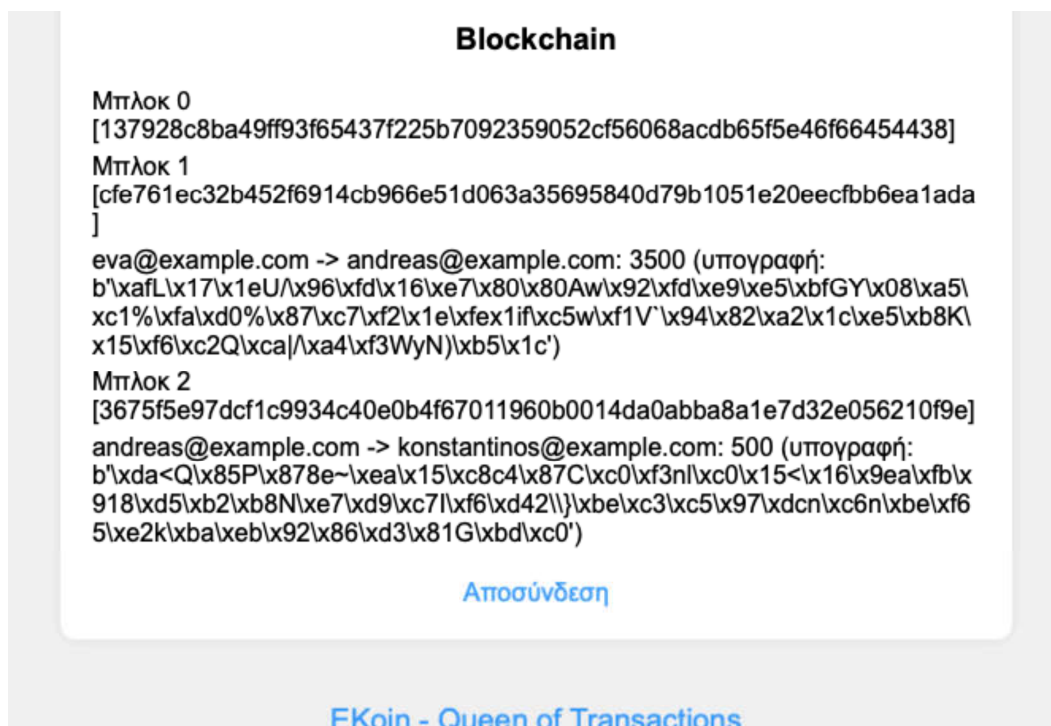 Blockchain
Μπλοκ 0
[137928c8ba49ff93f65437f225b7092359052cf56068acdb65f5e46f66454438]
Μπλοκ 1
[cfe761ec32b452f6914cb966e51d063a35695840d79b1051e20eecfbb6ea1ada
]
eva@example.com -> andreas@example.com: 3500 (υπογραφή:
b'\xafL\x17\x1eU/\x96\xfd\x16\xe7\x80\x80Aw\x92\xfd\xe9\xe5\xbfGY\x08\xa5\
xc1%\xfa\xd0%\x87\xc7\xf2\x1e\xfex1if\xc5w\xf1V`\x94\x82\xa2\x1c\xe5\xb8K\
x15\xf6\xc2Q\xca|/\xa4\xf3WyN)\xb5\x1c')
Μπλοκ 2
[3675f5e97dcf1c9934c40e0b4f67011960b0014da0abba8a1e7d32e056210f9e]
andreas@example.com -> konstantinos@example.com: 500 (υπογραφή:
b'\xda<Q\x85P\x878e~\xea\x15\xc8c4\x87C\xc0\xf3nl\xc0\x15<\x16\x9ea\xfb\x
918\xd5\xb2\xb8N\xe7\xd9\xc7I\xf6\xd42\\}\xbe\xc3\xc5\x97\xdcn\xc6n\xbe\xf6
5\xe2k\xba\xeb\x92\x86\xd3\x81G\xbd\xc0')
Αποσύνδεση
EKoin - Queen of Transactions